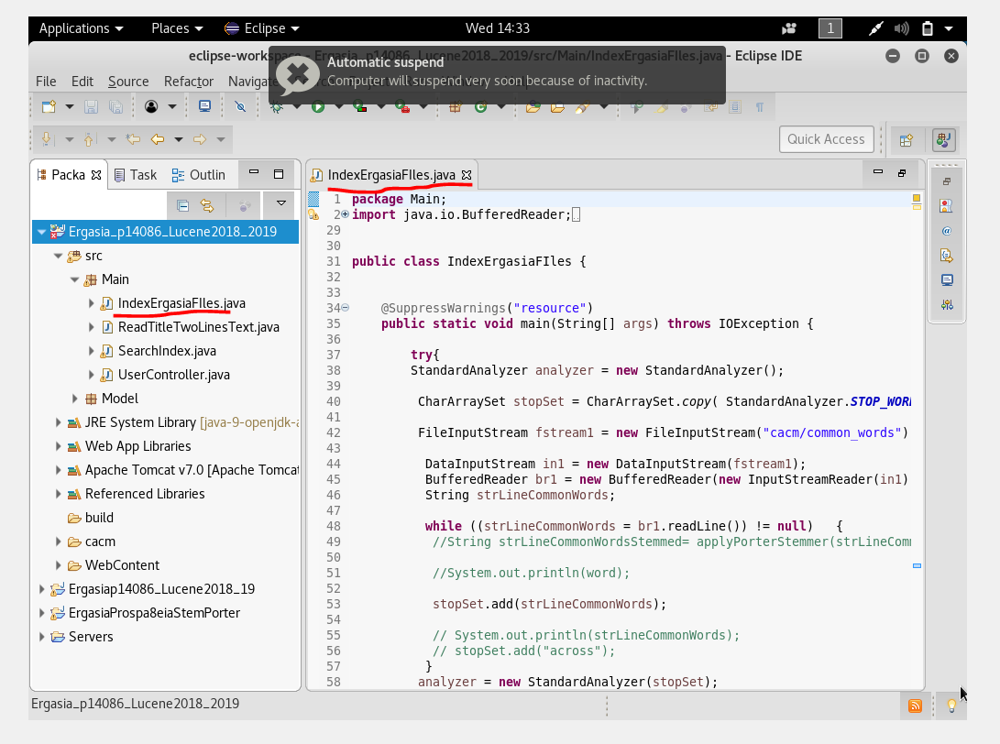 Applications Places Eclipse Wed 14:33 1
eclipse-workspace - Ergasia_p14086_Lucene2018_2019/src/Main/IndexErgasiaFIles.java - Eclipse IDE
Automatic suspend
Computer will suspend very soon because of inactivity.
File Edit Source Refactor Navigate
Quick Access
Packa Task Outlin
IndexErgasiaFIles.java
Ergasia_p14086_Lucene2018_2019
src
Main
IndexErgasiaFIles.java
ReadTitleTwoLinesText.java
SearchIndex.java
UserController.java
Model
JRE System Library [java-9-openjdk-a
Web App Libraries
Apache Tomcat v7.0 [Apache Tomcat
Referenced Libraries
build
cacm
WebContent
Ergasiap14086_Lucene2018_19
ErgasiaProspa8eiaStemPorter
Servers
1 package Main;
2 import java.io.BufferedReader;
29
30
31 public class IndexErgasiaFIles {
32
33
34 @SuppressWarnings("resource")
35 public static void main(String[] args) throws IOException {
36
37 try{
38 StandardAnalyzer analyzer = new StandardAnalyzer();
39
40 CharArraySet stopSet = CharArraySet.copy( StandardAnalyzer.STOP_WOR
41
42 FileInputStream fstream1 = new FileInputStream("cacm/common_words")
43
44 DataInputStream in1 = new DataInputStream(fstream1);
45 BufferedReader br1 = new BufferedReader(new InputStreamReader(in1)
46 String strLineCommonWords;
47
48 while ((strLineCommonWords = br1.readLine()) != null) {
49 //String strLineCommonWordsStemmed= applyPorterStemmer(strLineCom
50
51 //System.out.println(word);
52
53 stopSet.add(strLineCommonWords);
54
55 // System.out.println(strLineCommonWords);
56 // stopSet.add("across");
57 }
58 analyzer = new StandardAnalyzer(stopSet);
Ergasia_p14086_Lucene2018_2019